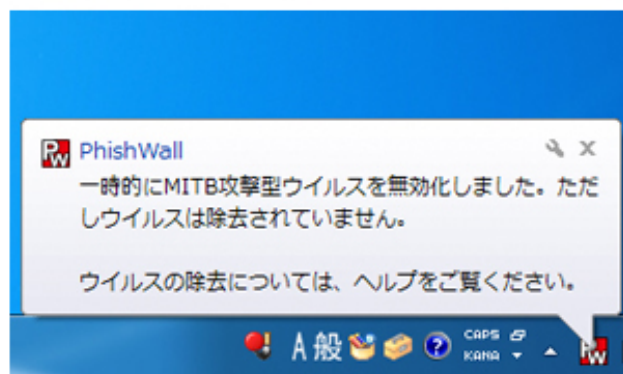 PhishWall
一時的にMITB攻撃型ウイルスを無効化しました。ただ
しウイルスは除去されていません。
ウイルスの除去については、ヘルプをご覧ください。
A 般 CAPS
KANA
PW